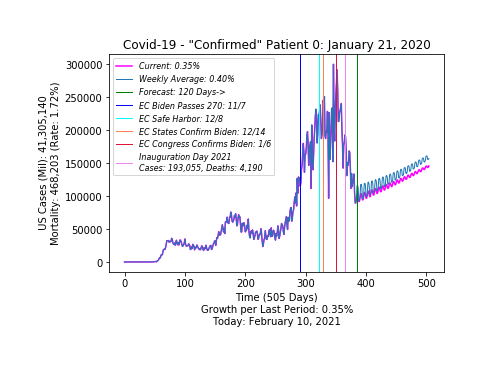 Covid-19 - "Confirmed" Patient 0: January 21, 2020
US Cases (Mil): 41,305,140
Mortality: 468,203 (Rate: 1.72%)
300000
250000
200000
150000
100000
50000
0
Current: 0.35%
Weekly Average: 0.40%
Forecast: 120 Days->
EC Biden Passes 270: 11/7
EC Safe Harbor: 12/8
EC States Confirm Biden: 12/14
EC Congress Confirms Biden: 1/6
Inauguration Day 2021
Cases: 193,055, Deaths: 4,190
0 100 200 300 400 500
Time (505 Days)
Growth per Last Period: 0.35%
Today: February 10, 2021